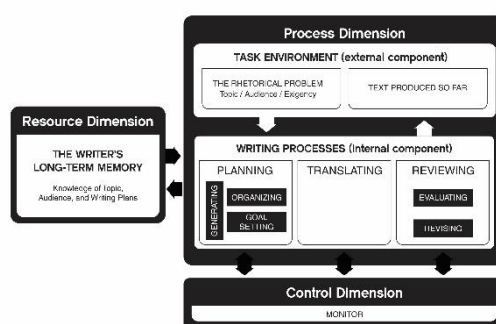 Process Dimension
TASK ENVIRONMENT (external component)
THE RHETORICAL PROBLEM
Topic / Audience / Exigency
TEXT PRODUCED SO FAR
Resource Dimension
THE WRITER'S
LONG-TERM MEMORY
Knowledge of Topic,
Audience, and Writing Plans
WRITING PROCESSES (Internal component)
PLANNING
GENERATING
ORGANIZING
GOAL
SETTING
TRANSLATING
REVIEWING
EVALUATING
REVISING
Control Dimension
MONITOR